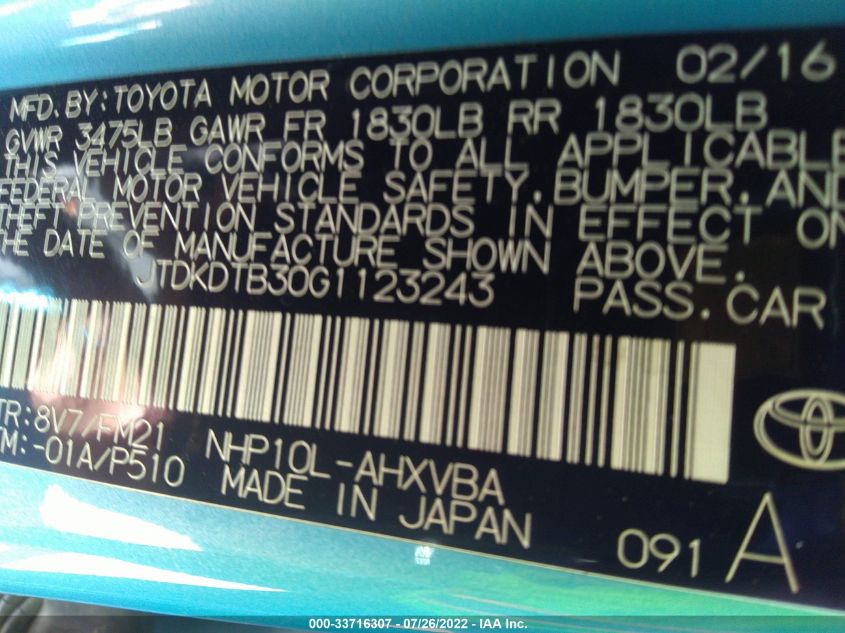 MFD.BY:TOYOTA MOTOR CORPORATION 02/16
GVWR 3475LB GAWR FR 1830LB RR 1830LB
THIS VEHICLE CONFORMS TO ALL APPLICABLE
FEDERAL MOTOR VEHICLE SAFETY,BUMPER,AND
THEFT PREVENTION STANDARDS IN EFFECT ON
THE DATE OF MANUFACTURE SHOWN ABOVE.
JTDKDTB30G1123243 PASS.CAR
TR:8V7/FM21 NHP10L-AHXVBA
TM:-01A/P510 MADE IN JAPAN 091 A
000-33716307 - 07/26/2022 - IAA Inc.